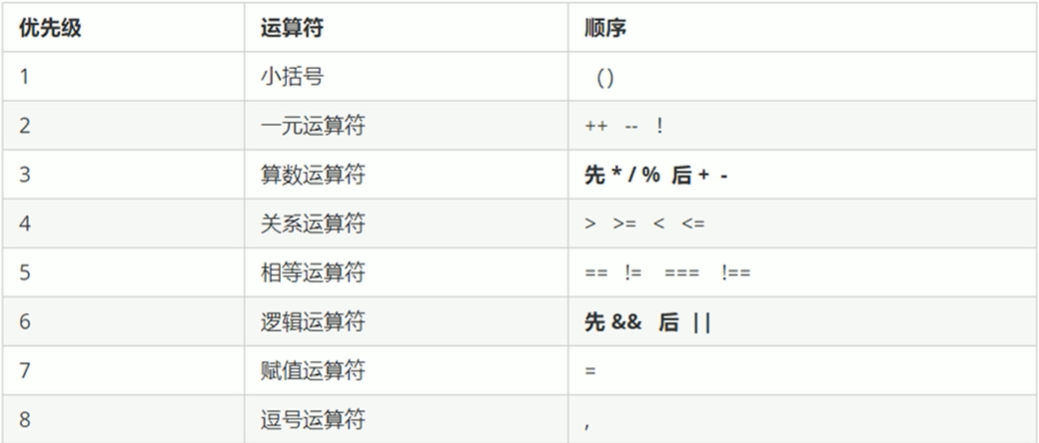 优先级 运算符 顺序
1 小括号 ()
2 一元运算符 ++ -- !
3 算数运算符 先 * / % 后 + -
4 关系运算符 > >= < <=
5 相等运算符 == != === !==
6 逻辑运算符 先 && 后 ||
7 赋值运算符 =
8 逗号运算符 ,